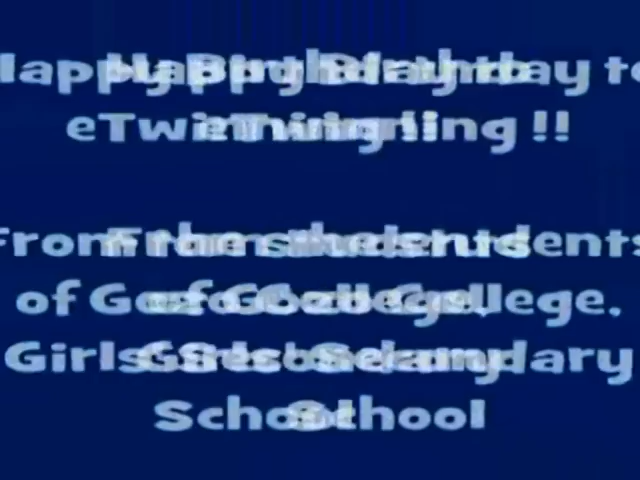 Happy Birthday to
eTwinning !!
From the students
of Gozo College,
Girls Secondary
School